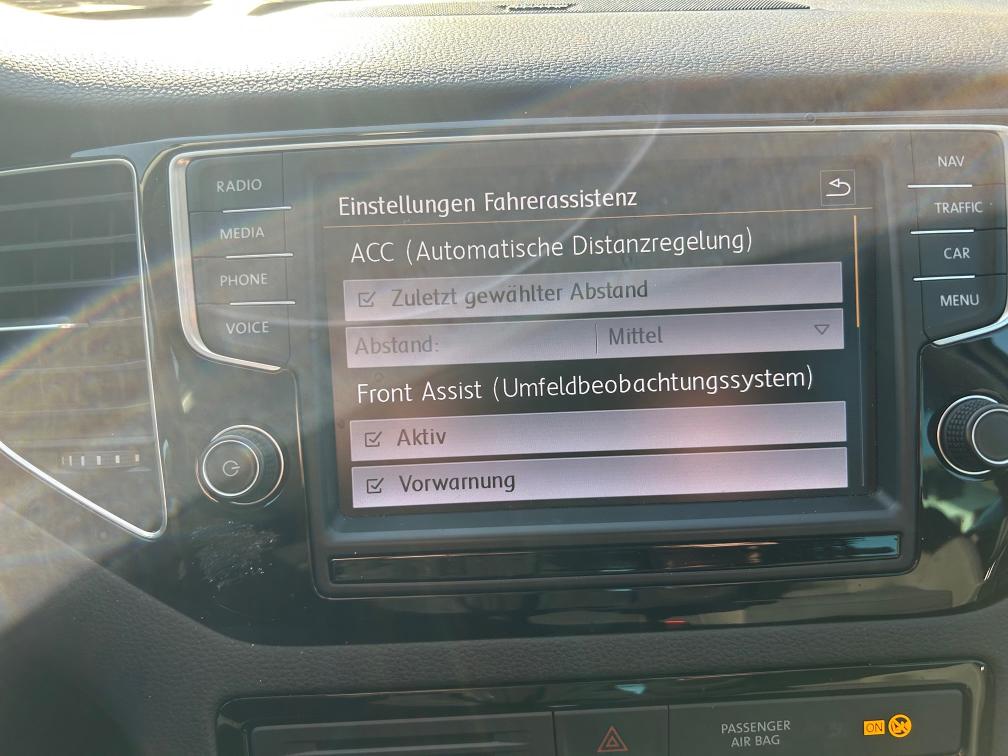 RADIO
MEDIA
PHONE
VOICE
Einstellungen Fahrerassistenz
ACC (Automatische Distanzregelung)
Zuletzt gewählter Abstand
Abstand: Mittel
Front Assist (Umfeldbeobachtungssystem)
Aktiv
Vorwarnung
NAV
TRAFFIC
CAR
MENU
PASSENGER
AIR BAG
ON